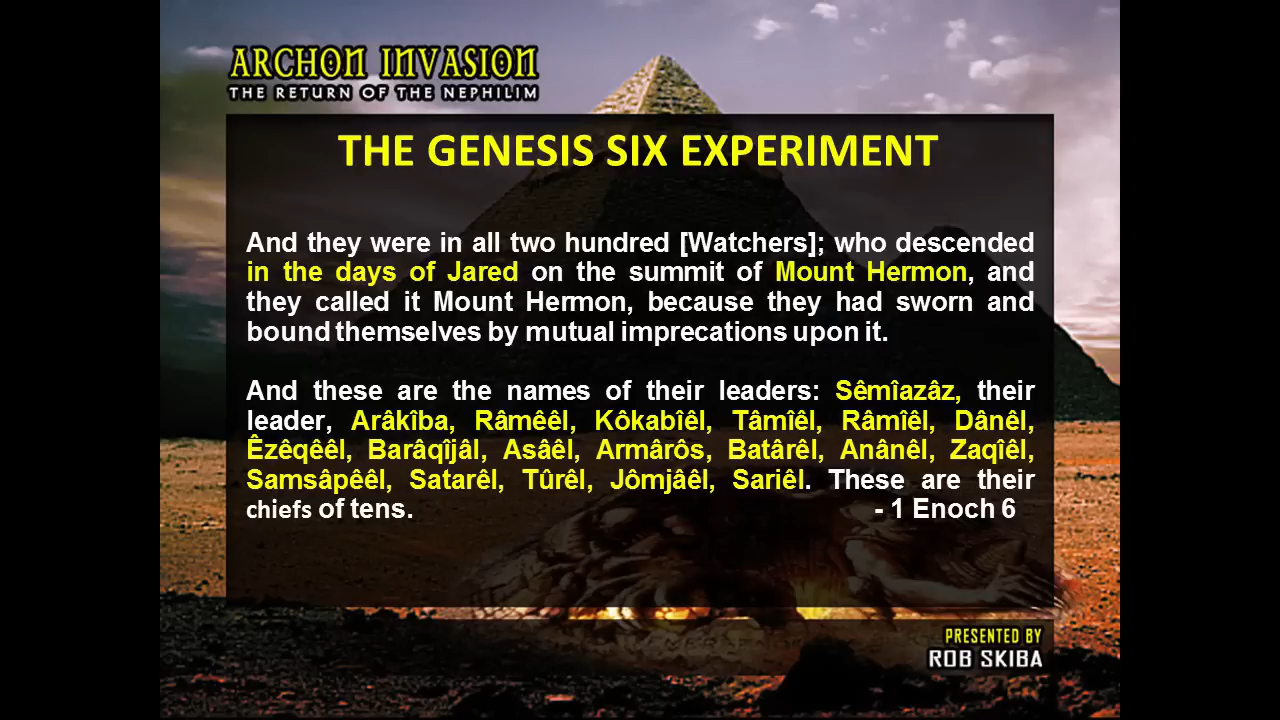 ARCHON INVASION
THE RETURN OF THE NEPHILIM
THE GENESIS SIX EXPERIMENT
And they were in all two hundred [Watchers]; who descended
in the days of Jared on the summit of Mount Hermon, and
they called it Mount Hermon, because they had sworn and
bound themselves by mutual imprecations upon it.
And these are the names of their leaders: Sêmîazâz, their
leader, Arâkîba, Râmêêl, Kôkabîêl, Tâmîêl, Râmîêl, Dânêl,
Êzêqêêl, Barâqîjâl, Asâêl, Armârôs, Batârêl, Anânêl, Zaqîêl,
Samsâpêêl, Satarêl, Tûrêl, Jômjâêl, Sariêl. These are their
chiefs of tens. - 1 Enoch 6
PRESENTED BY
ROB SKIBA